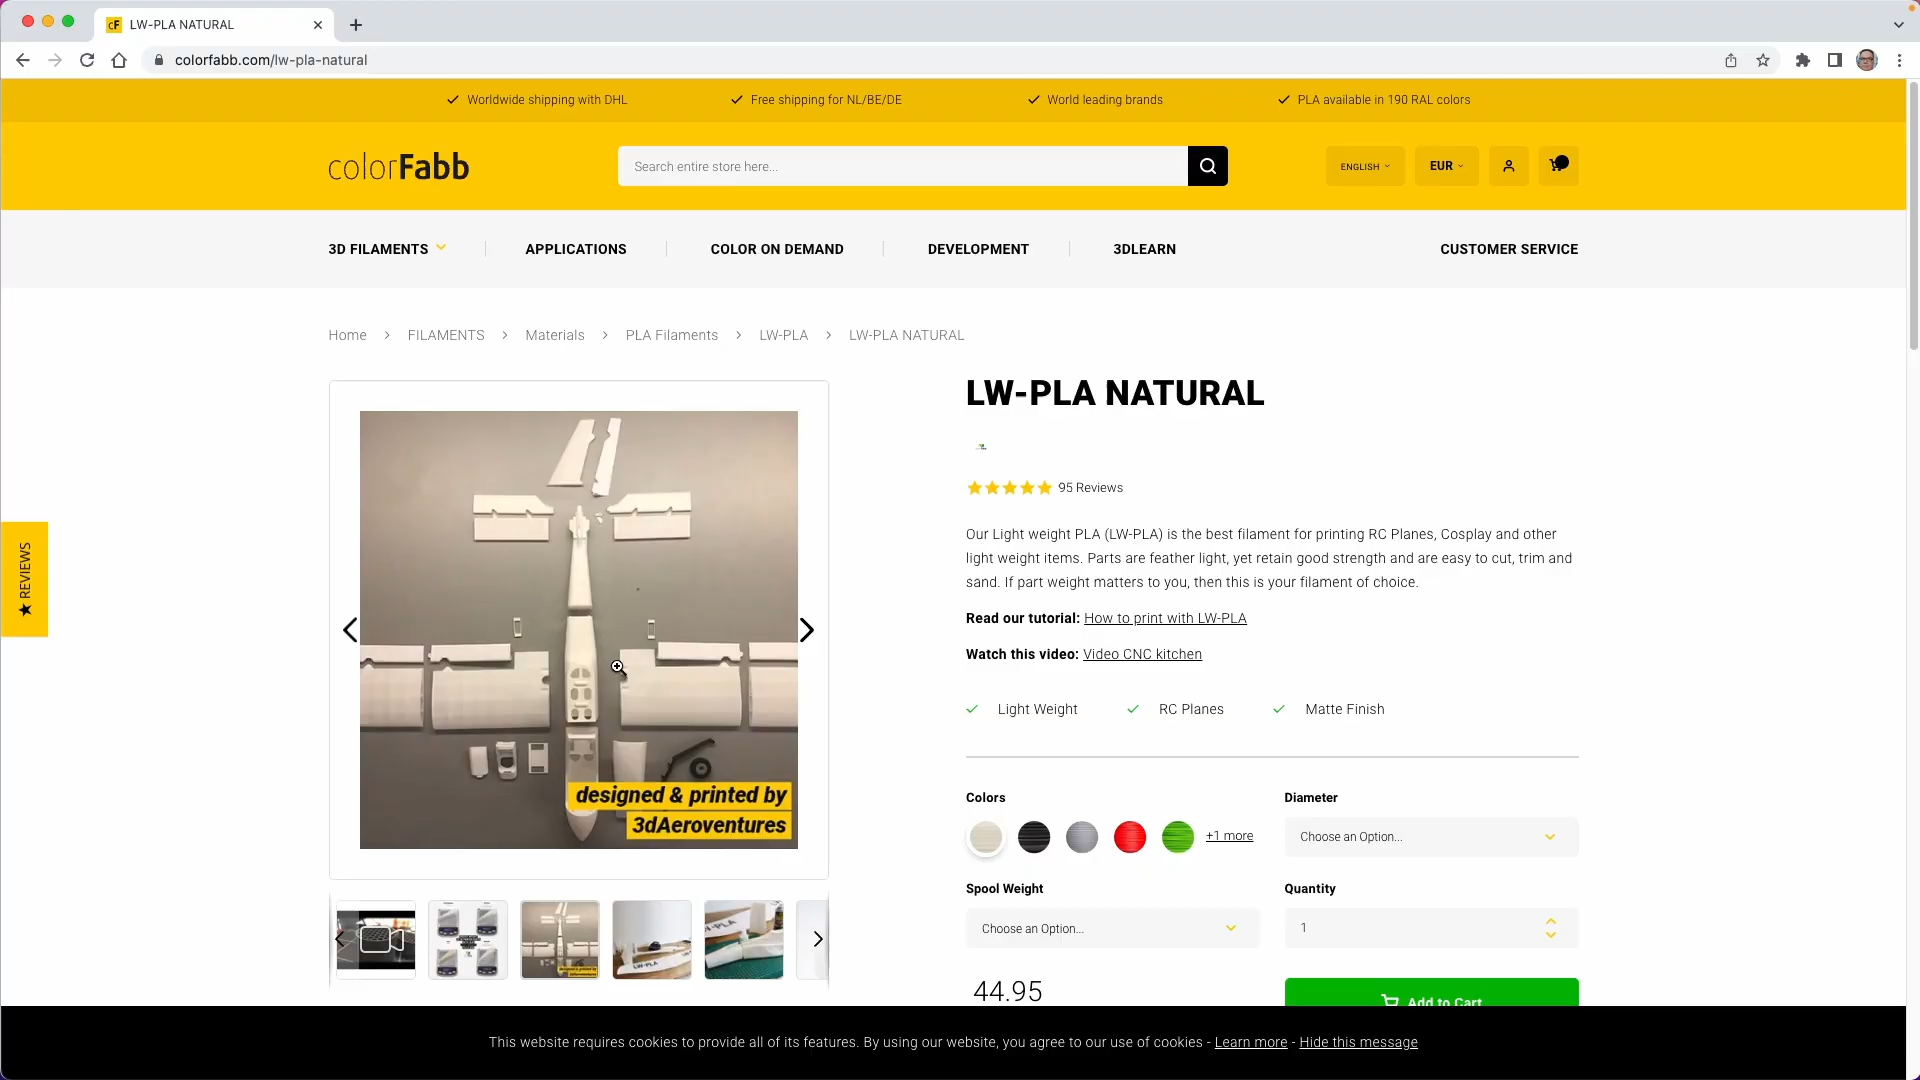 cF LW-PLA NATURAL
colorfabb.com/lw-pla-natural
Worldwide shipping with DHL
Free shipping for NL/BE/DE
World leading brands
PLA available in 190 RAL colors
colorFabb
Search entire store here...
ENGLISH
EUR
3D FILAMENTS
APPLICATIONS
COLOR ON DEMAND
DEVELOPMENT
3DLEARN
CUSTOMER SERVICE
Home > FILAMENTS > Materials > PLA Filaments > LW-PLA > LW-PLA NATURAL
★ REVIEWS
designed & printed by
3dAeroventures
LW-PLA
LW-PLA NATURAL
95 Reviews
Our Light weight PLA (LW-PLA) is the best filament for printing RC Planes, Cosplay and other
light weight items. Parts are feather light, yet retain good strength and are easy to cut, trim and
sand. If part weight matters to you, then this is your filament of choice.
Read our tutorial: How to print with LW-PLA
Watch this video: Video CNC kitchen
Light Weight
RC Planes
Matte Finish
Colors
+1 more
Diameter
Choose an Option...
Spool Weight
Choose an Option...
Quantity
1
44.95
Add to Cart
This website requires cookies to provide all of its features. By using our website, you agree to our use of cookies - Learn more - Hide this message